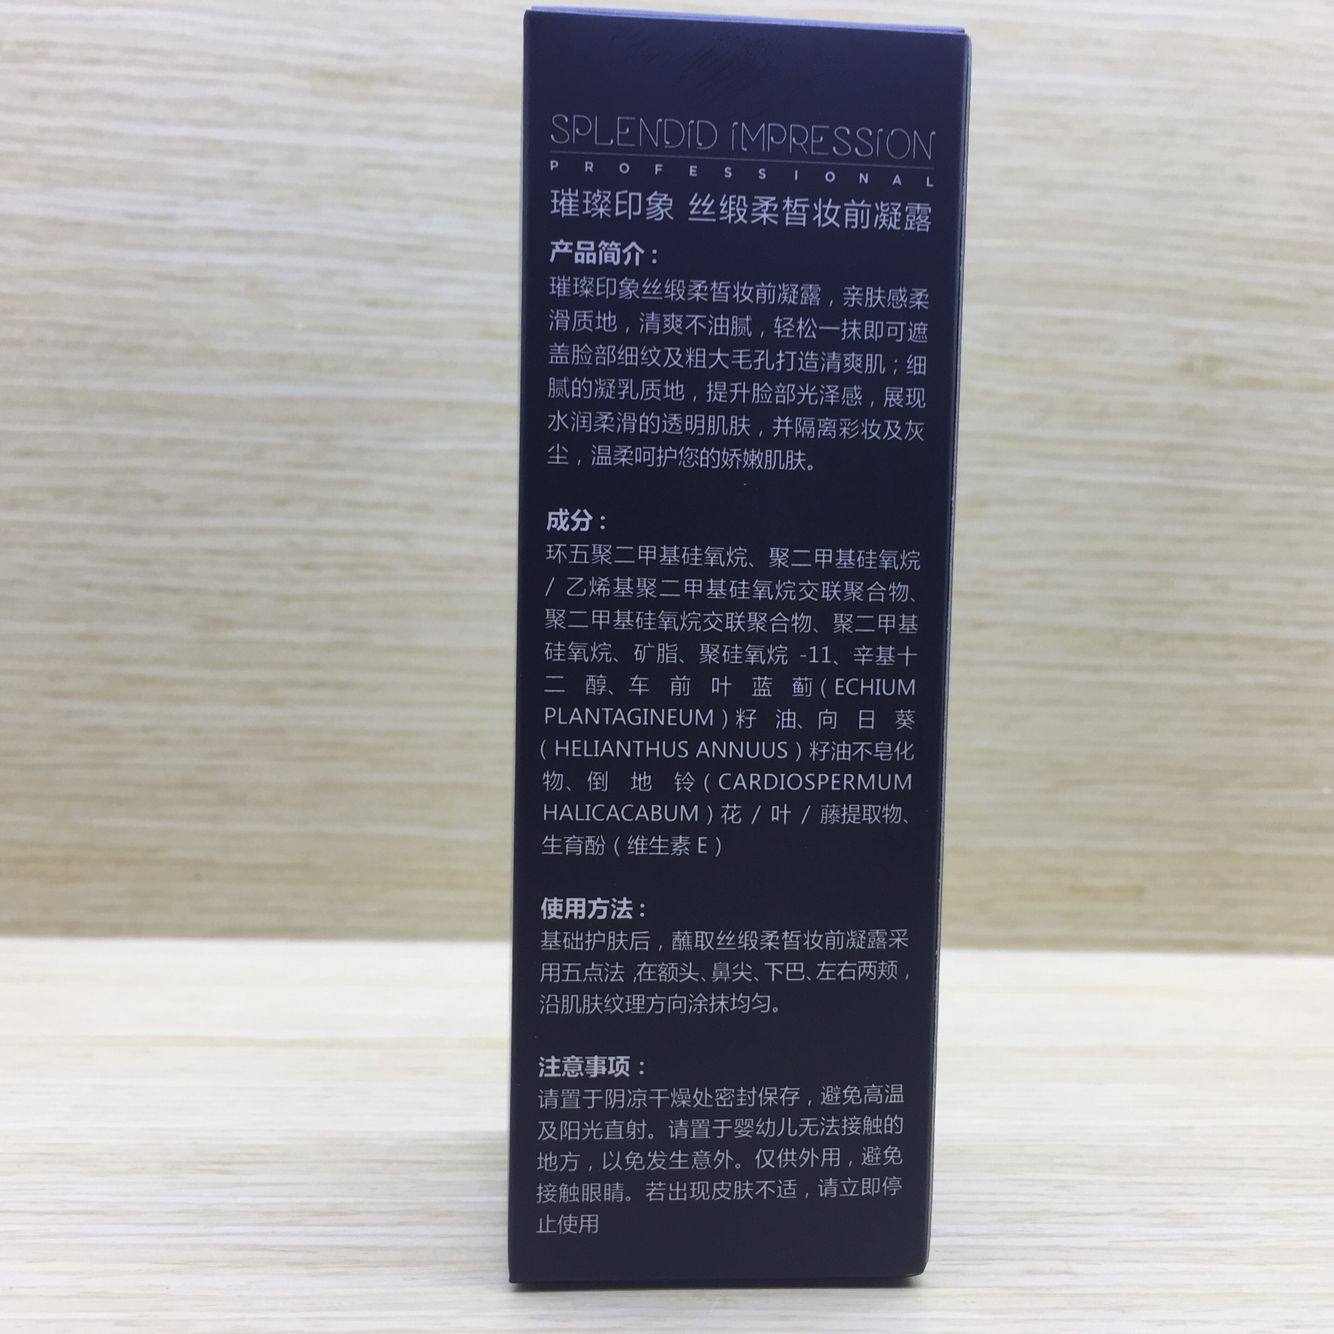 SPLENDiD iMPRESSiON
PROFESSIONAL
璀璨印象 丝缎柔皙妆前凝露
产品简介：
璀璨印象丝缎柔皙妆前凝露，亲肤感柔
滑质地，清爽不油腻，轻松一抹即可遮
盖脸部细纹及粗大毛孔打造清爽肌；细
腻的凝乳质地，提升脸部光泽感，展现
水润柔滑的透明肌肤，并隔离彩妆及灰
尘，温柔呵护您的娇嫩肌肤。
成分：
环五聚二甲基硅氧烷、聚二甲基硅氧烷
/ 乙烯基聚二甲基硅氧烷交联聚合物、
聚二甲基硅氧烷交联聚合物、聚二甲基
硅氧烷、矿脂、聚硅氧烷 -11、辛基十
二醇、车前叶蓝蓟（ECHIUM
PLANTAGINEUM）籽油、向日葵
（HELIANTHUS ANNUUS）籽油不皂化
物、倒地铃（CARDIOSPERMUM
HALICACABUM）花 / 叶 / 藤提取物、
生育酚（维生素 E）
使用方法：
基础护肤后，蘸取丝缎柔皙妆前凝露采
用五点法，在额头、鼻尖、下巴、左右两颊，
沿肌肤纹理方向涂抹均匀。
注意事项：
请置于阴凉干燥处密封保存，避免高温
及阳光直射。请置于婴幼儿无法接触的
地方，以免发生意外。仅供外用，避免
接触眼睛。若出现皮肤不适，请立即停
止使用